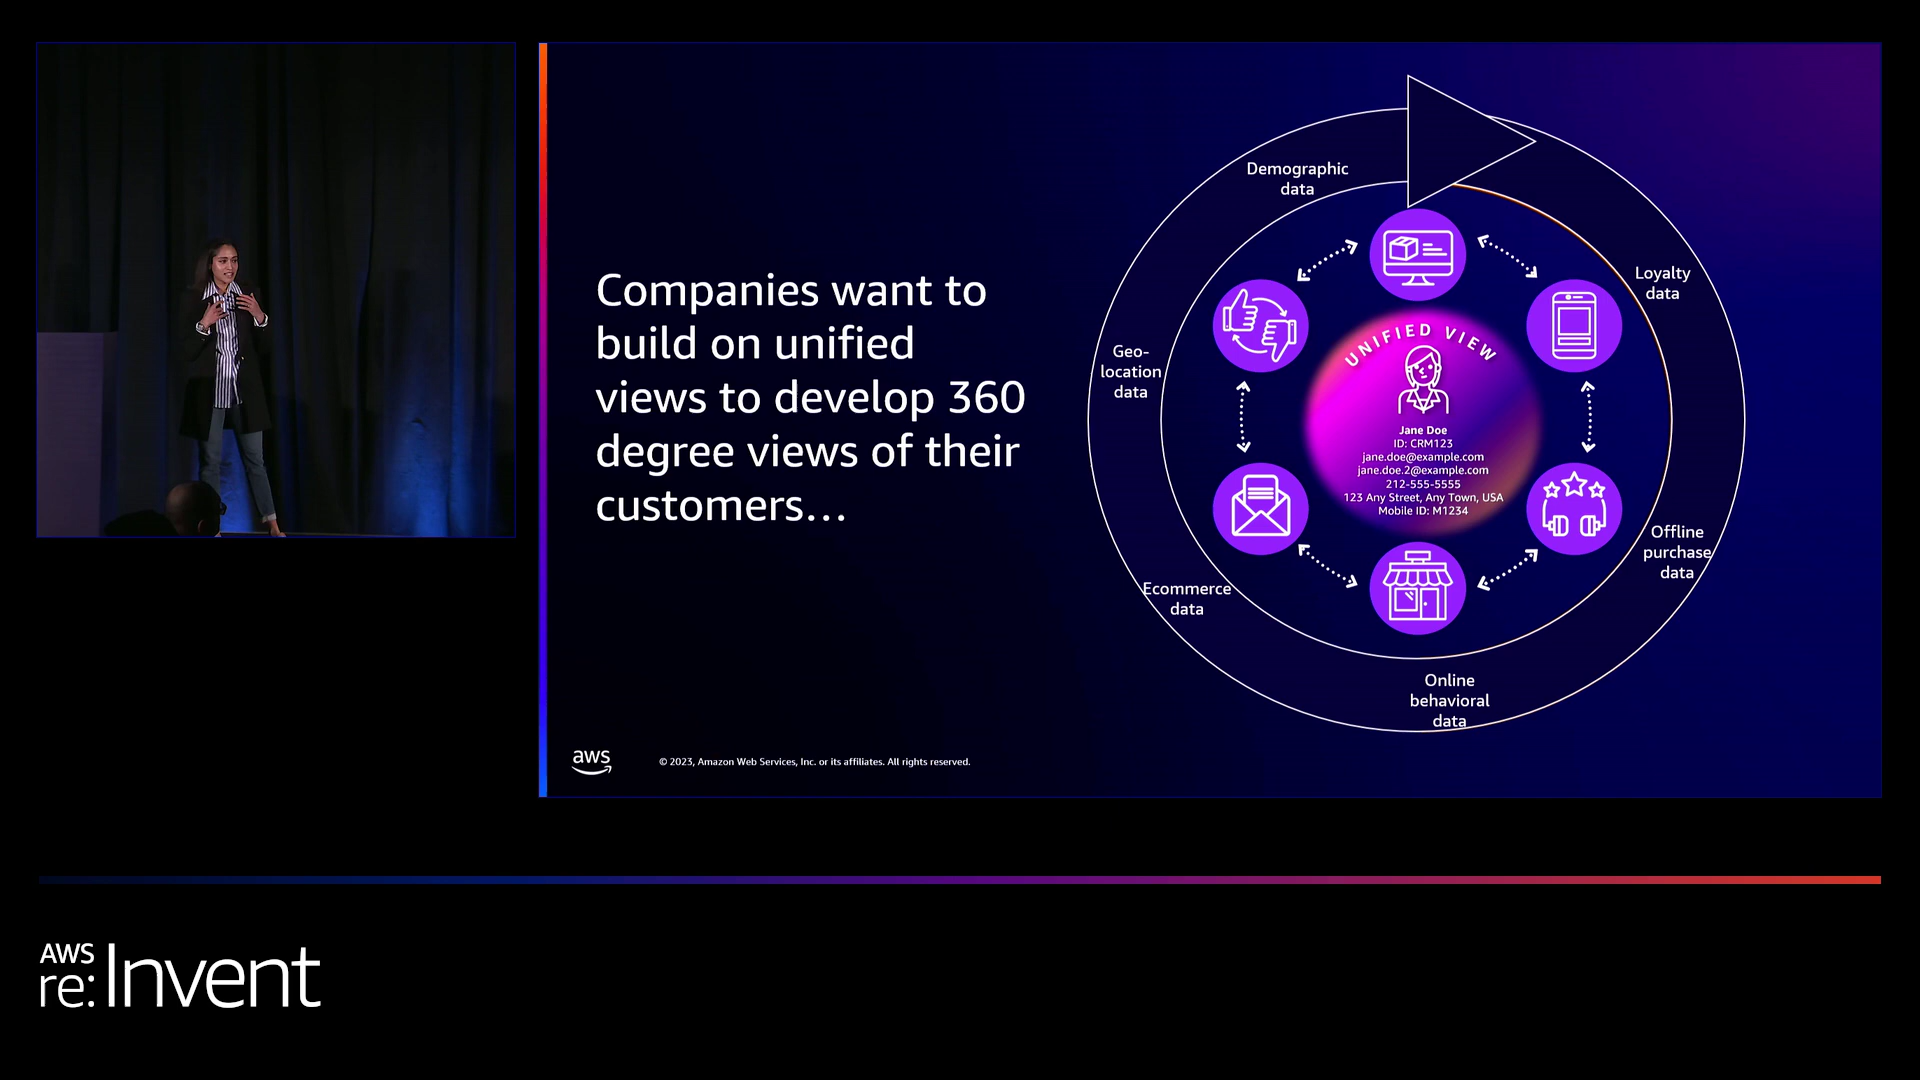 Companies want to
build on unified
views to develop 360
degree views of their
customers...
Demographic
data
Loyalty
data
Geo-
location
data
UNIFIED VIEW
Jane Doe
ID: CRM123
jane.doe@example.com
jane.doe.2@example.com
212-555-5555
123 Any Street, Any Town, USA
Mobile ID: M1234
Offline
purchase
data
Ecommerce
data
Online
behavioral
data
aws
© 2023, Amazon Web Services, Inc. or its affiliates. All rights reserved.
AWS
re:Invent